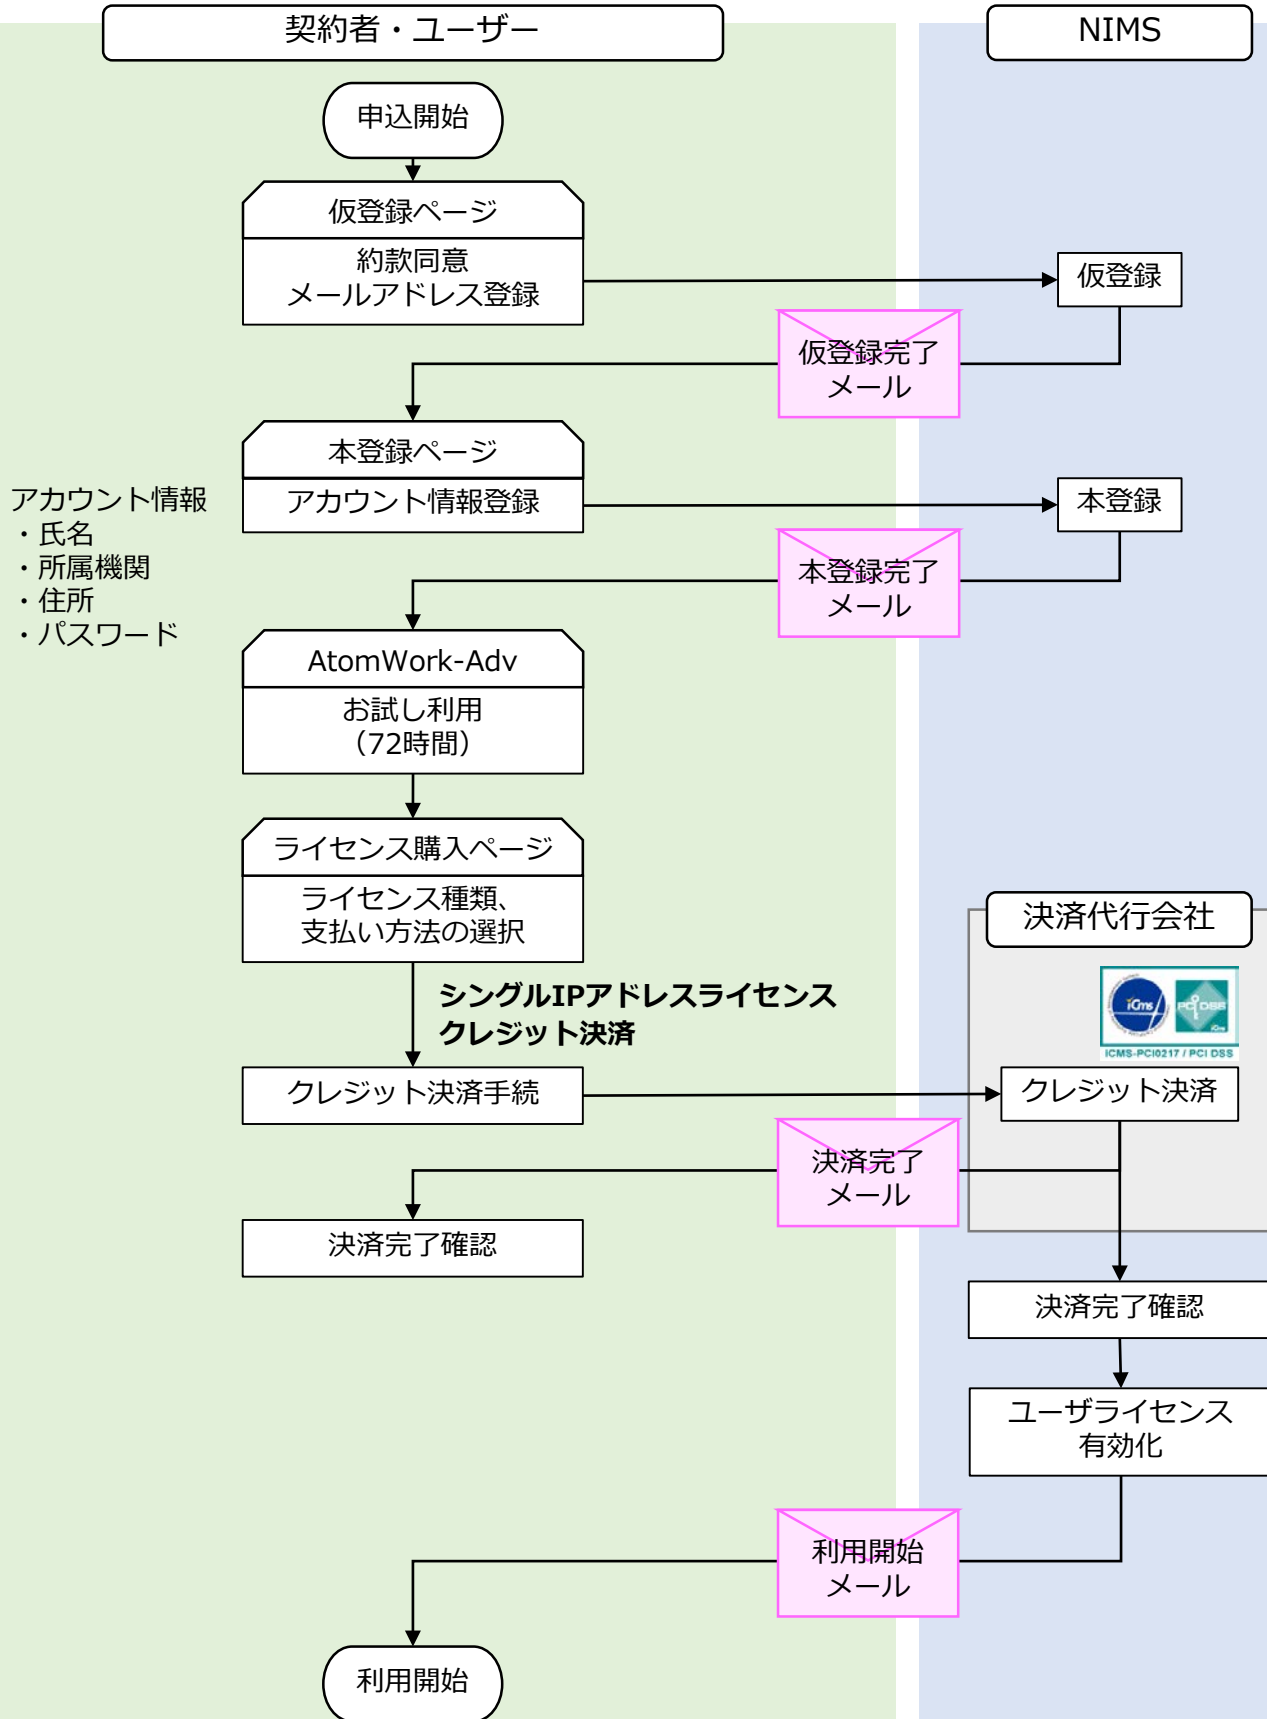 契約者・ユーザー
NIMS
申込開始
仮登録ページ
約款同意
メールアドレス登録
仮登録
仮登録完了
メール
本登録ページ
アカウント情報登録
本登録
アカウント情報
・氏名
・所属機関
・住所
・パスワード
本登録完了
メール
AtomWork-Adv
お試し利用
（72時間）
ライセンス購入ページ
ライセンス種類、
支払い方法の選択
決済代行会社
シングルIPアドレスライセンス
クレジット決済
iCms
PCI DSS
iCms
ICMS-PCI0217 / PCI DSS
クレジット決済手続
クレジット決済
決済完了
メール
決済完了確認
決済完了確認
ユーザライセンス
有効化
利用開始
メール
利用開始